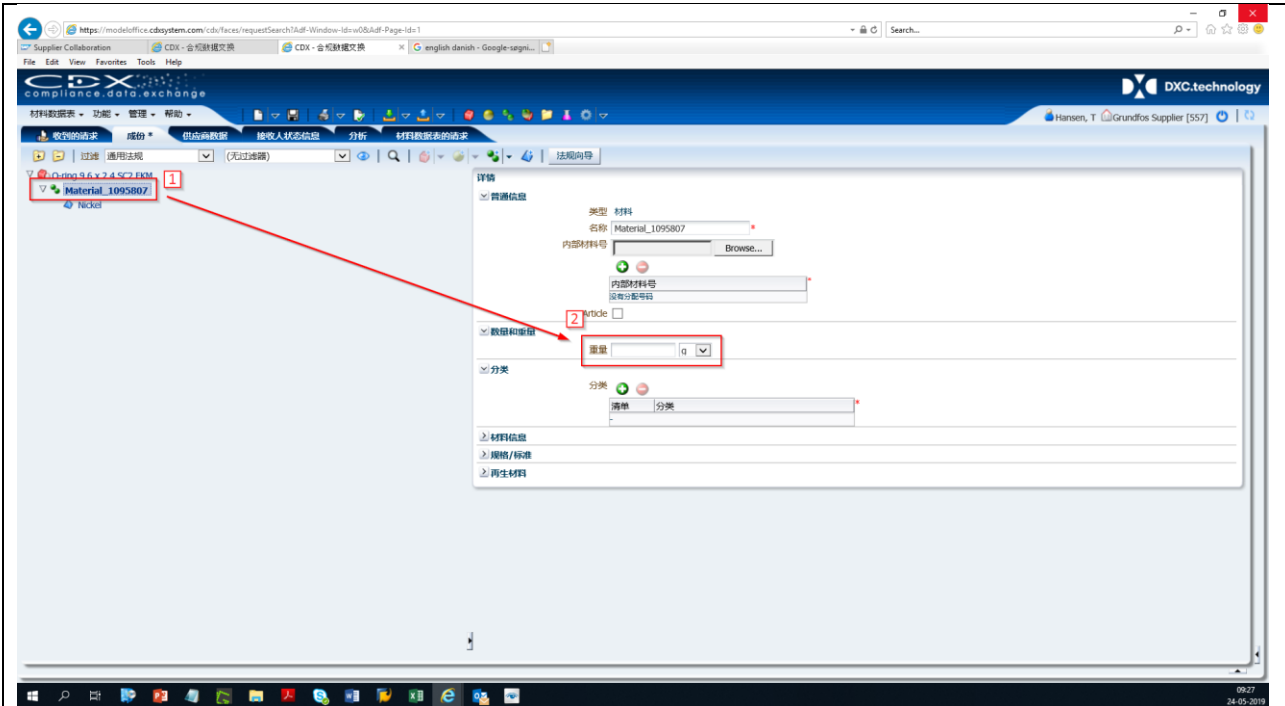 https://modeloffice.cdxsystem.com/cdx/faces/requestSearch?Adf-Window-Id=w0&Adf-Page-Id=1
Search...
Supplier Collaboration
CDX - 合规数据交换
CDX - 合规数据交换
english danish - Google-søgni...
File Edit View Favorites Tools Help
CDX
compliance.data.exchange
DXC.technology
材料数据表 功能 管理 帮助
Hansen, T Grundfos Supplier [557]
收到的请求 成份 * 供应商数据 接收人状态信息 分析 材料数据表的请求
过滤 通用法规 (无过滤器) 法规向导
O-ring 9.6 x 2.4 SC2 FKM
1
Material_1095807
Nickel
详情
普通信息
类型 材料
名称 Material_1095807 *
内部材料号 Browse...
内部材料号 *
没有分配号码
Article
2
数量和重量
重量 g
分类
分类
清单 分类 *
-
材料信息
规格/标准
再生材料
09:27
24-05-2019